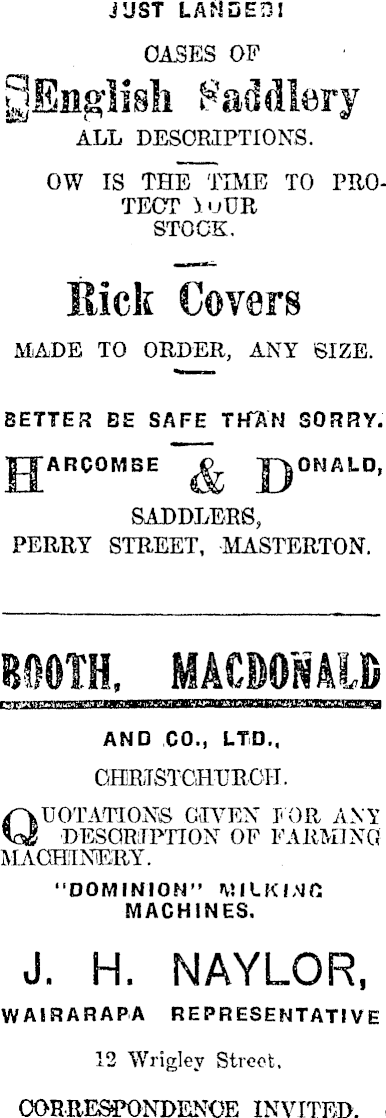 JUST LANDED!
CASES OF
English Saddlery
ALL DESCRIPTIONS.
OW IS THE TIME TO PRO-
TECT YOUR
STOCK.
Rick Covers
MADE TO ORDER, ANY SIZE.
BETTER BE SAFE THAN SORRY.
HARCOMBE & DONALD,
SADDLERS,
PERRY STREET, MASTERTON.
BOOTH, MACDONALD
AND CO., LTD.,
CHRISTCHURCH.
QUOTATIONS GIVEN FOR ANY
DESCRIPTION OF FARMING
MACHINERY.
"DOMINION" MILKING
MACHINES.
J. H. NAYLOR,
WAIRARAPA REPRESENTATIVE
12 Wrigley Street,
CORRESPONDENCE INVITED.